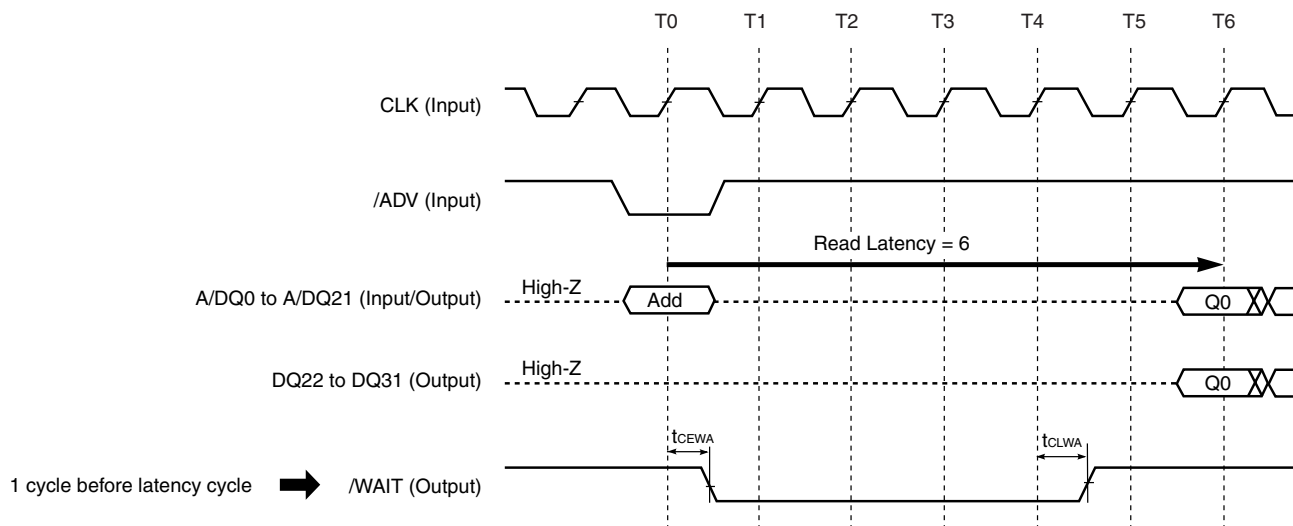 T0 T1 T2 T3 T4 T5 T6
CLK (Input)
/ADV (Input)
Read Latency = 6
A/DQ0 to A/DQ21 (Input/Output) High-Z Add Q0
DQ22 to DQ31 (Output) High-Z Q0
tCEWA tCLWA
1 cycle before latency cycle /WAIT (Output)